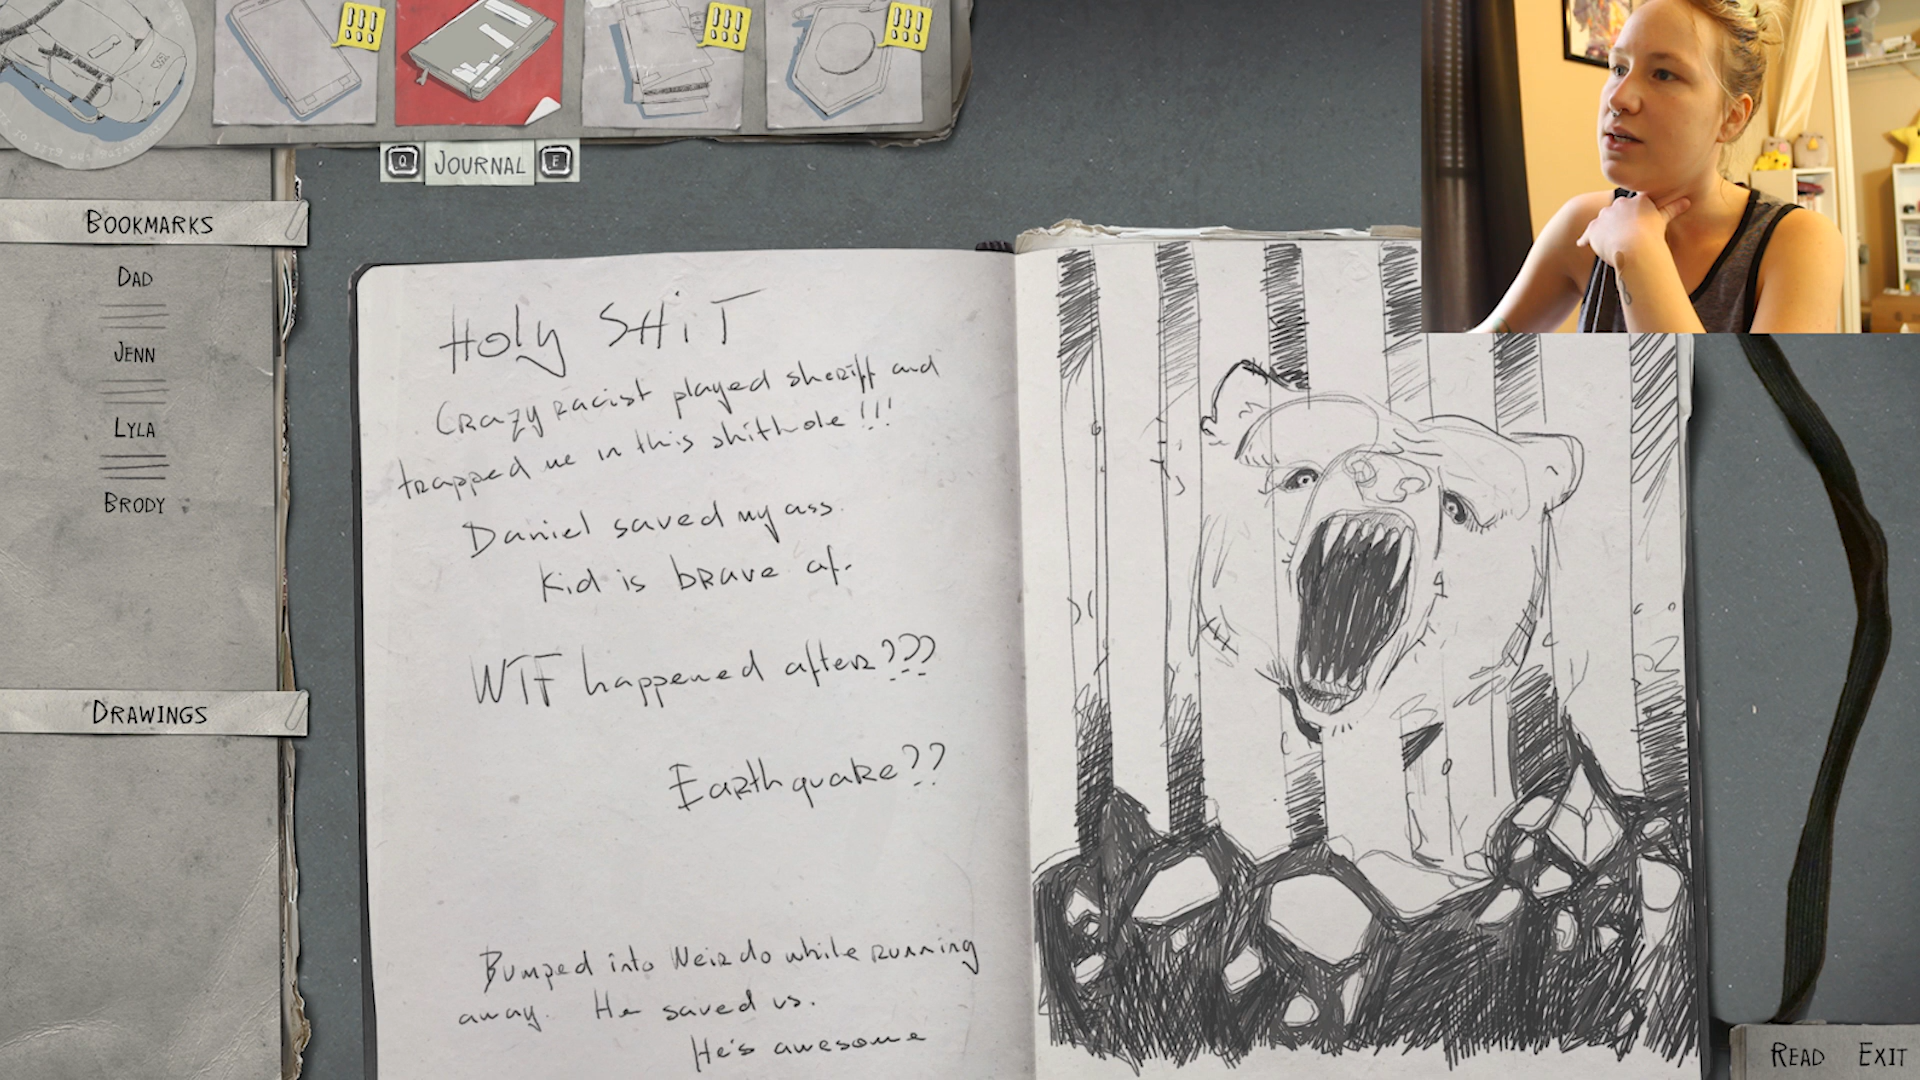 !!! !!! !!!
Q JOURNAL E
BOOKMARKS
DAD
JENN
LYLA
BRODY
DRAWINGS
HOLY SHIT
Crazy racist played sheriff and
trapped me in this shithole!!!
Daniel saved my ass.
Kid is brave af.
WTF happened after???
Earthquake??
Bumped into Weirdo while running
away. He saved us.
He's awesome
READ EXIT